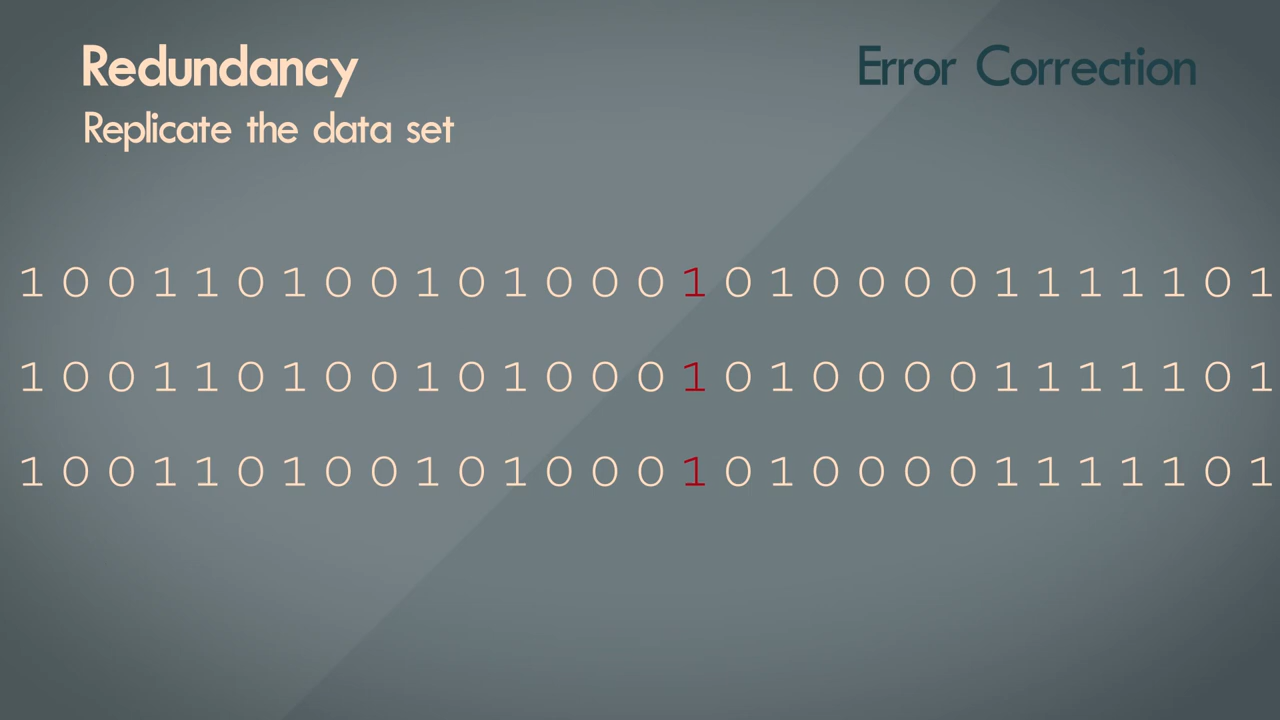 Redundancy
Error Correction
Replicate the data set
1 0 0 1 1 0 1 0 0 1 0 1 0 0 0 1 0 1 0 0 0 0 1 1 1 1 1 0 1
1 0 0 1 1 0 1 0 0 1 0 1 0 0 0 1 0 1 0 0 0 0 1 1 1 1 1 0 1
1 0 0 1 1 0 1 0 0 1 0 1 0 0 0 1 0 1 0 0 0 0 1 1 1 1 1 0 1